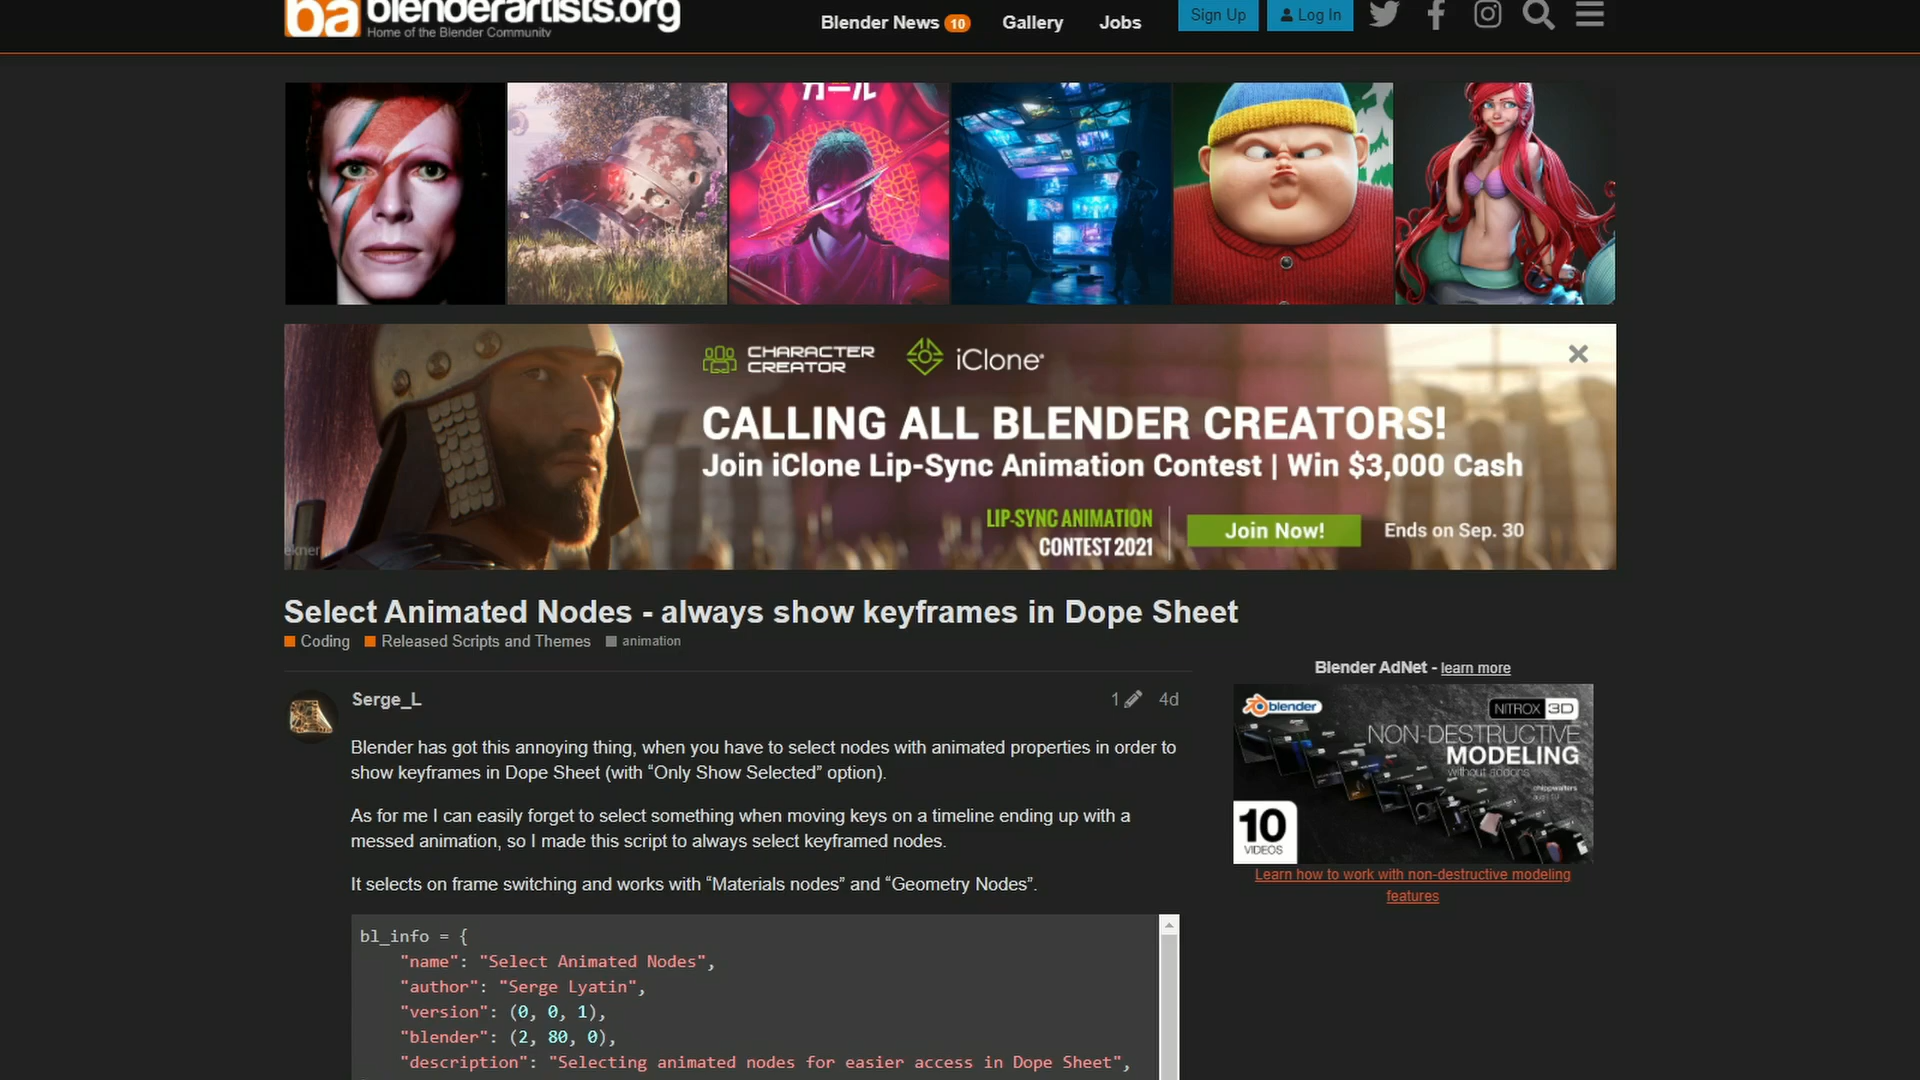 ba blenderartists.org
Home of the Blender Community
Blender News 10
Gallery
Jobs
Sign Up
Log In
ガール
CHARACTER
CREATOR
iClone
CALLING ALL BLENDER CREATORS!
Join iClone Lip-Sync Animation Contest | Win $3,000 Cash
LIP-SYNC ANIMATION
CONTEST 2021
Join Now!
Ends on Sep. 30
ekner
Select Animated Nodes - always show keyframes in Dope Sheet
Coding Released Scripts and Themes animation
Serge_L
1 4d
Blender has got this annoying thing, when you have to select nodes with animated properties in order to
show keyframes in Dope Sheet (with “Only Show Selected” option).
As for me I can easily forget to select something when moving keys on a timeline ending up with a
messed animation, so I made this script to always select keyframed nodes.
It selects on frame switching and works with “Materials nodes” and “Geometry Nodes”.
bl_info = {
"name": "Select Animated Nodes",
"author": "Serge Lyatin",
"version": (0, 0, 1),
"blender": (2, 80, 0),
"description": "Selecting animated nodes for easier access in Dope Sheet",
Blender AdNet - learn more
blender
NITROX 3D
NON-DESTRUCTIVE
MODELING
without addons
10
VIDEOS
Learn how to work with non-destructive modeling
features